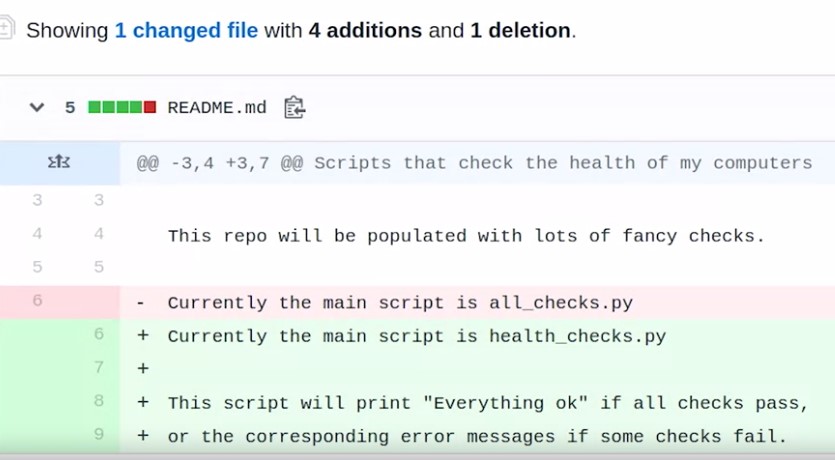 Showing 1 changed file with 4 additions and 1 deletion.
5 README.md
@@ -3,4 +3,7 @@ Scripts that check the health of my computers
3 3
4 4 This repo will be populated with lots of fancy checks.
5 5
6 - Currently the main script is all_checks.py
6 + Currently the main script is health_checks.py
7 +
8 + This script will print "Everything ok" if all checks pass,
9 + or the corresponding error messages if some checks fail.